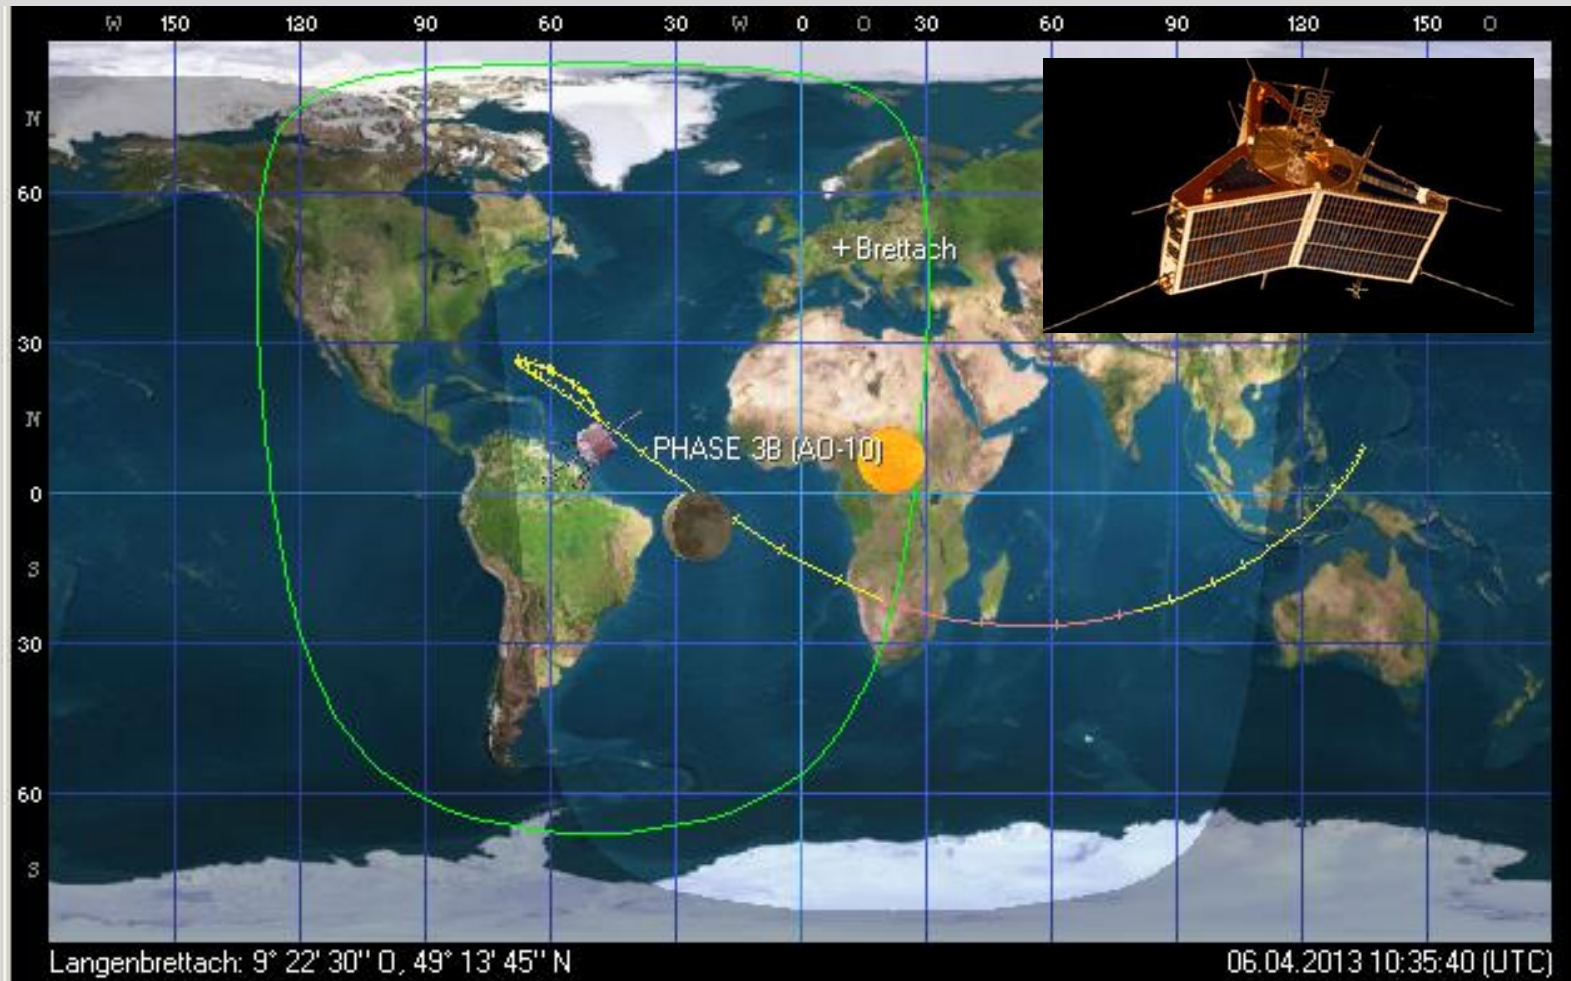 W 150 120 90 60 30 W 0 O 30 60 90 120 150 O
N
60
30
N
0
S
30
60
S
+Brettach
PHASE 3B (AO-10)
Langenbrettach: 9° 22' 30'' O, 49° 13' 45'' N
06.04.2013 10:35:40 (UTC)